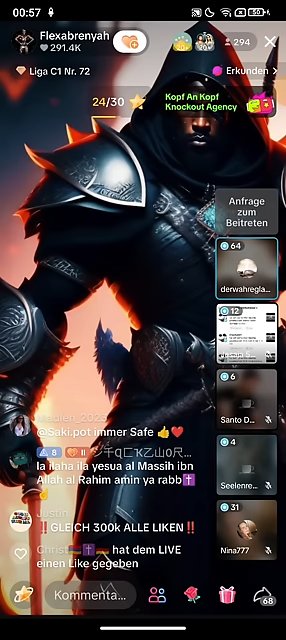 00:57
50
Flexabrenyah
291.4K
294
Liga C1 Nr. 72
Erkunden
24/30
Kopf An Kopf
Knockout Agency
Anfrage
zum
Beitreten
64
derwahregla...
12
6
Santo D...
4
Seelenre...
31
Nina777
@Saki.pot immer Safe 👍❤️
8
II
la ilaha ila yesua al Massih ibn
Allah al Rahim amin ya rabb✝️
Justin
‼️GLEICH 300k ALLE LIKEN‼️
hat dem LIVE
einen Like gegeben
Kommenta...
68